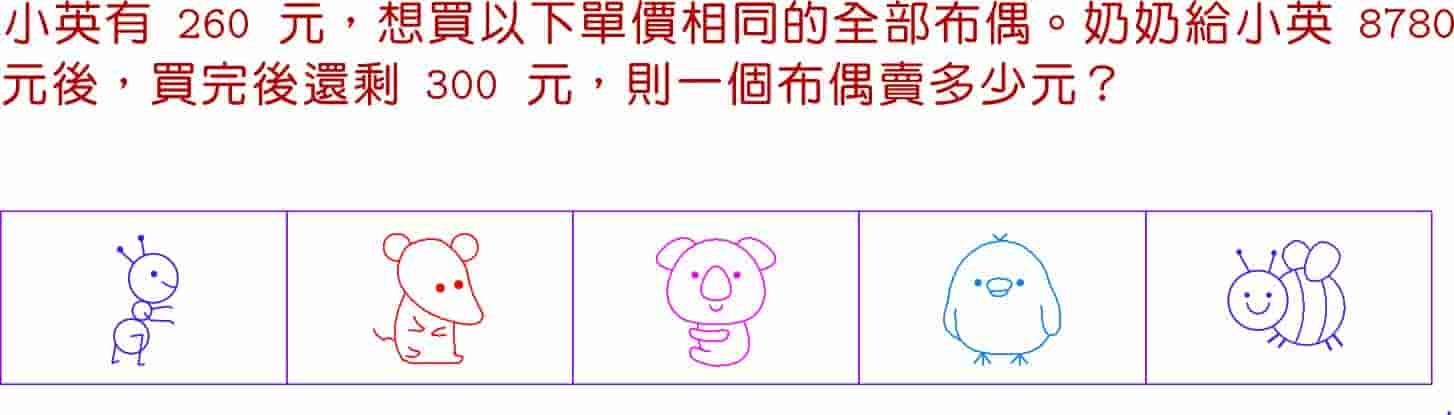 小英有 260 元，想買以下單價相同的全部布偶。奶奶給小英 8780
元後，買完後還剩 300 元，則一個布偶賣多少元？